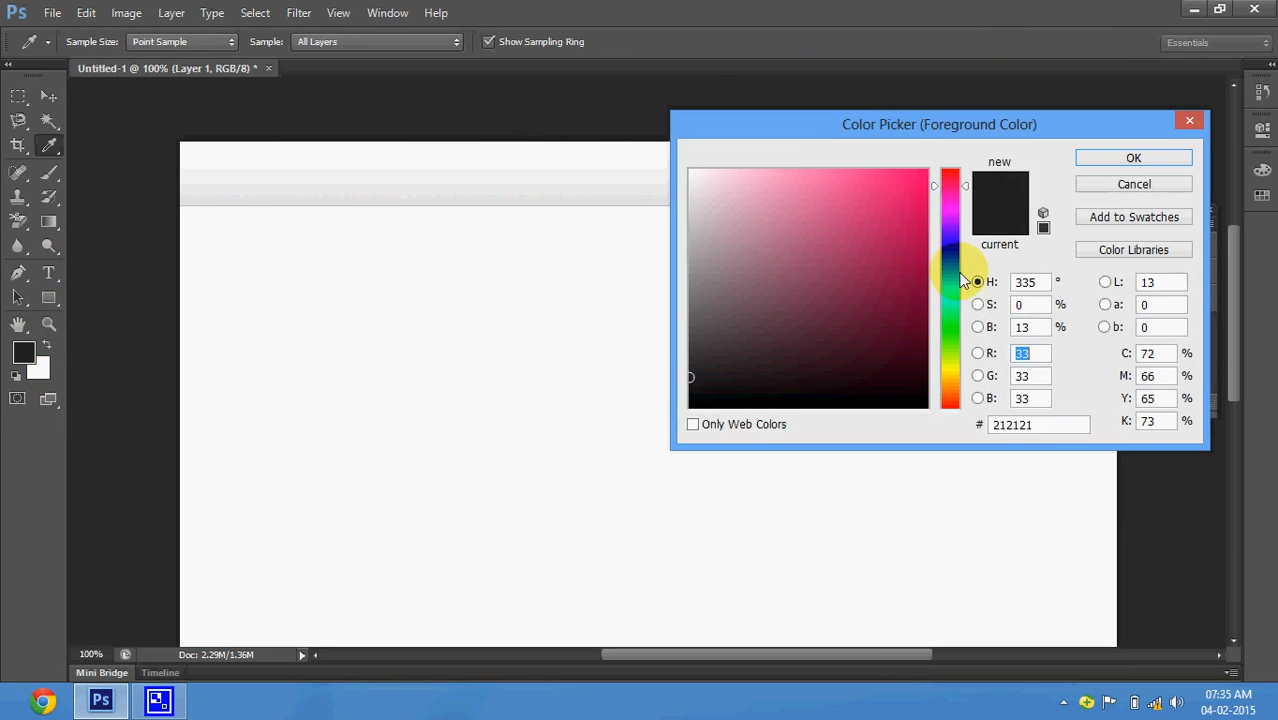 Ps File Edit Image Layer Type Select Filter View Window Help
Sample Size: Point Sample Sample: All Layers Show Sampling Ring Essentials
Untitled-1 @ 100% (Layer 1, RGB/8) * ×
Color Picker (Foreground Color)
new
current
OK
Cancel
Add to Swatches
Color Libraries
H: 335 °
S: 0 %
B: 13 %
R: 33
G: 33
B: 33
# 212121
L: 13
a: 0
b: 0
C: 72 %
M: 66 %
Y: 65 %
K: 73 %
Only Web Colors
T
100% Doc: 2.29M/1.36M
Mini Bridge Timeline
Ps
07:35 AM
04-02-2015